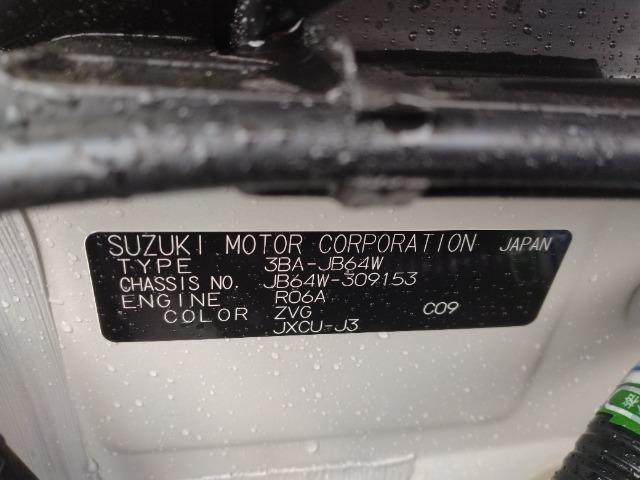 SUZUKI MOTOR CORPORATION JAPAN
TYPE 3BA-JB64W
CHASSIS NO. JB64W-309153
ENGINE R06A
COLOR ZVG C09
JXCU-J3